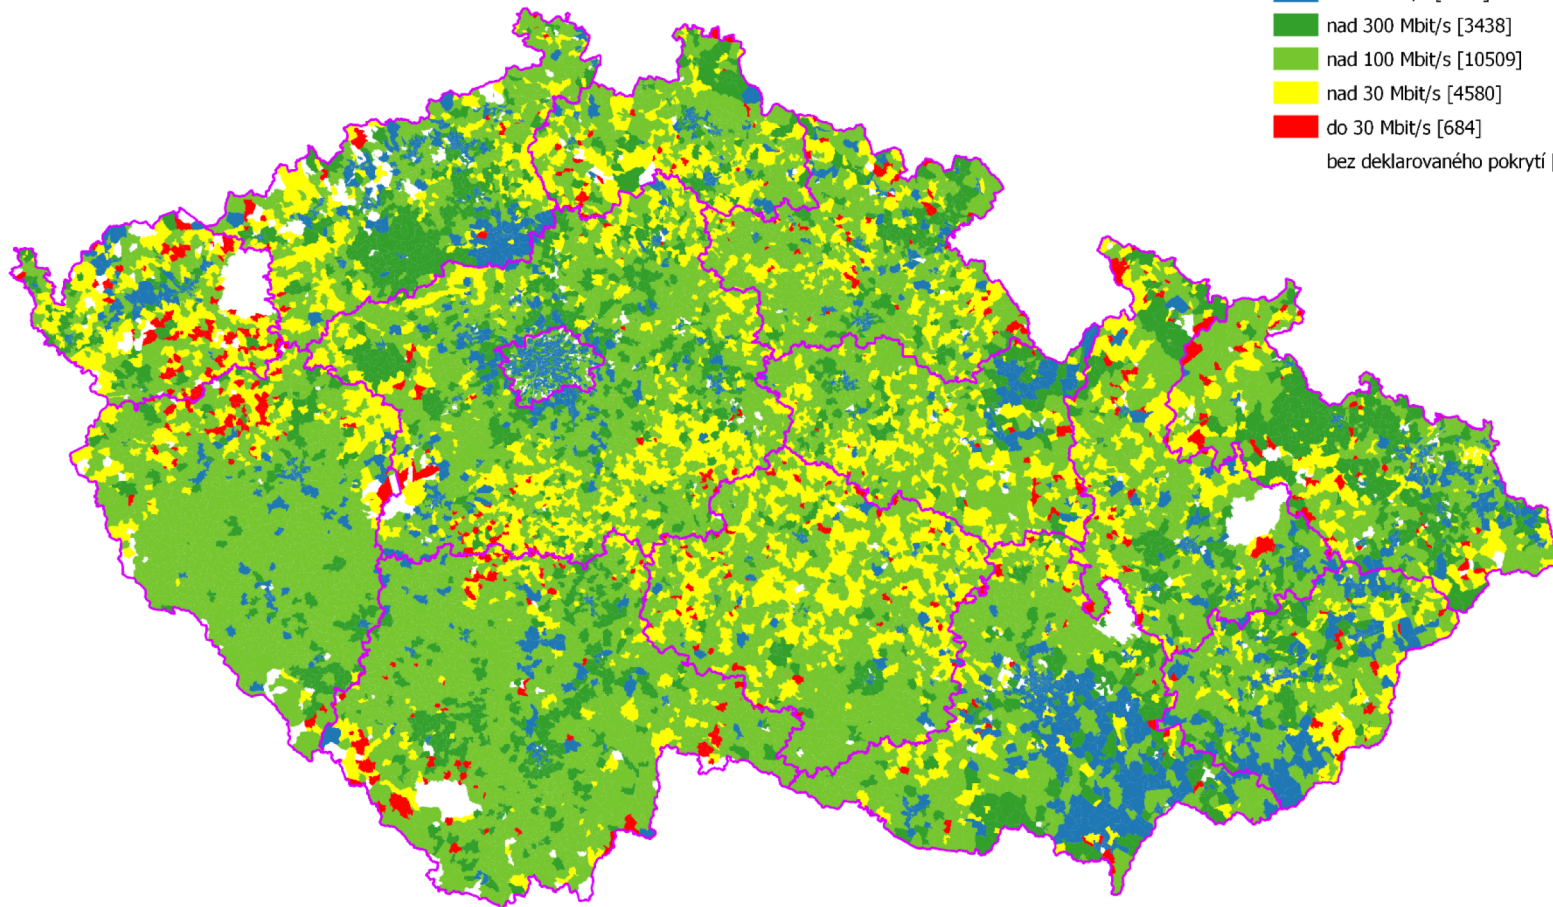 nad 300 Mbit/s [3438]
nad 100 Mbit/s [10509]
nad 30 Mbit/s [4580]
do 30 Mbit/s [684]
bez deklarovaného pokrytí [